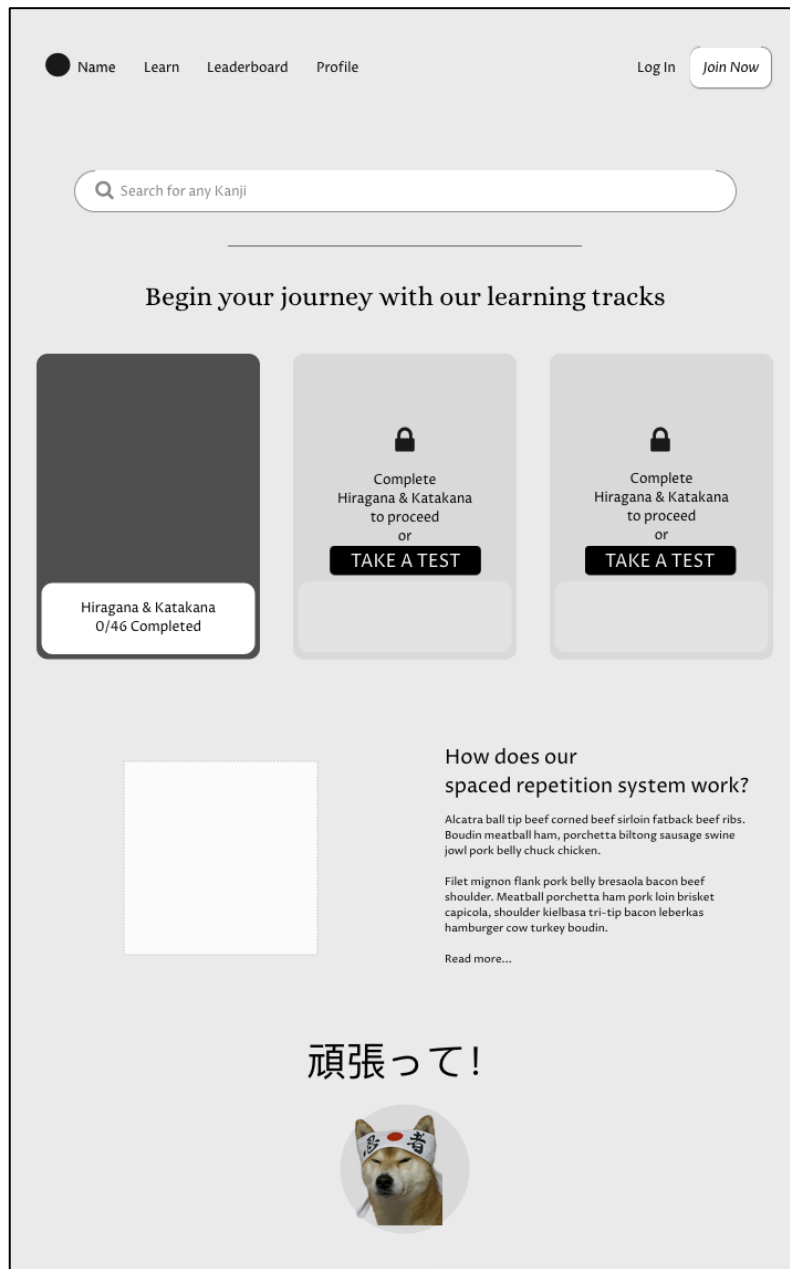 Name Learn Leaderboard Profile Log In Join Now
Search for any Kanji
Begin your journey with our learning tracks
Complete
Hiragana & Katakana
to proceed
or
TAKE A TEST
Complete
Hiragana & Katakana
to proceed
or
TAKE A TEST
Hiragana & Katakana
0/46 Completed
How does our
spaced repetition system work?
Alcatra ball tip beef corned beef sirloin fatback beef ribs.
Boudin meatball ham, porchetta biltong sausage swine
jowl pork belly chuck chicken.
Filet mignon flank pork belly bresaola bacon beef
shoulder. Meatball porchetta ham pork loin brisket
capicola, shoulder kielbasa tri-tip bacon leberkas
hamburger cow turkey boudin.
Read more...
頑張って!
忍者